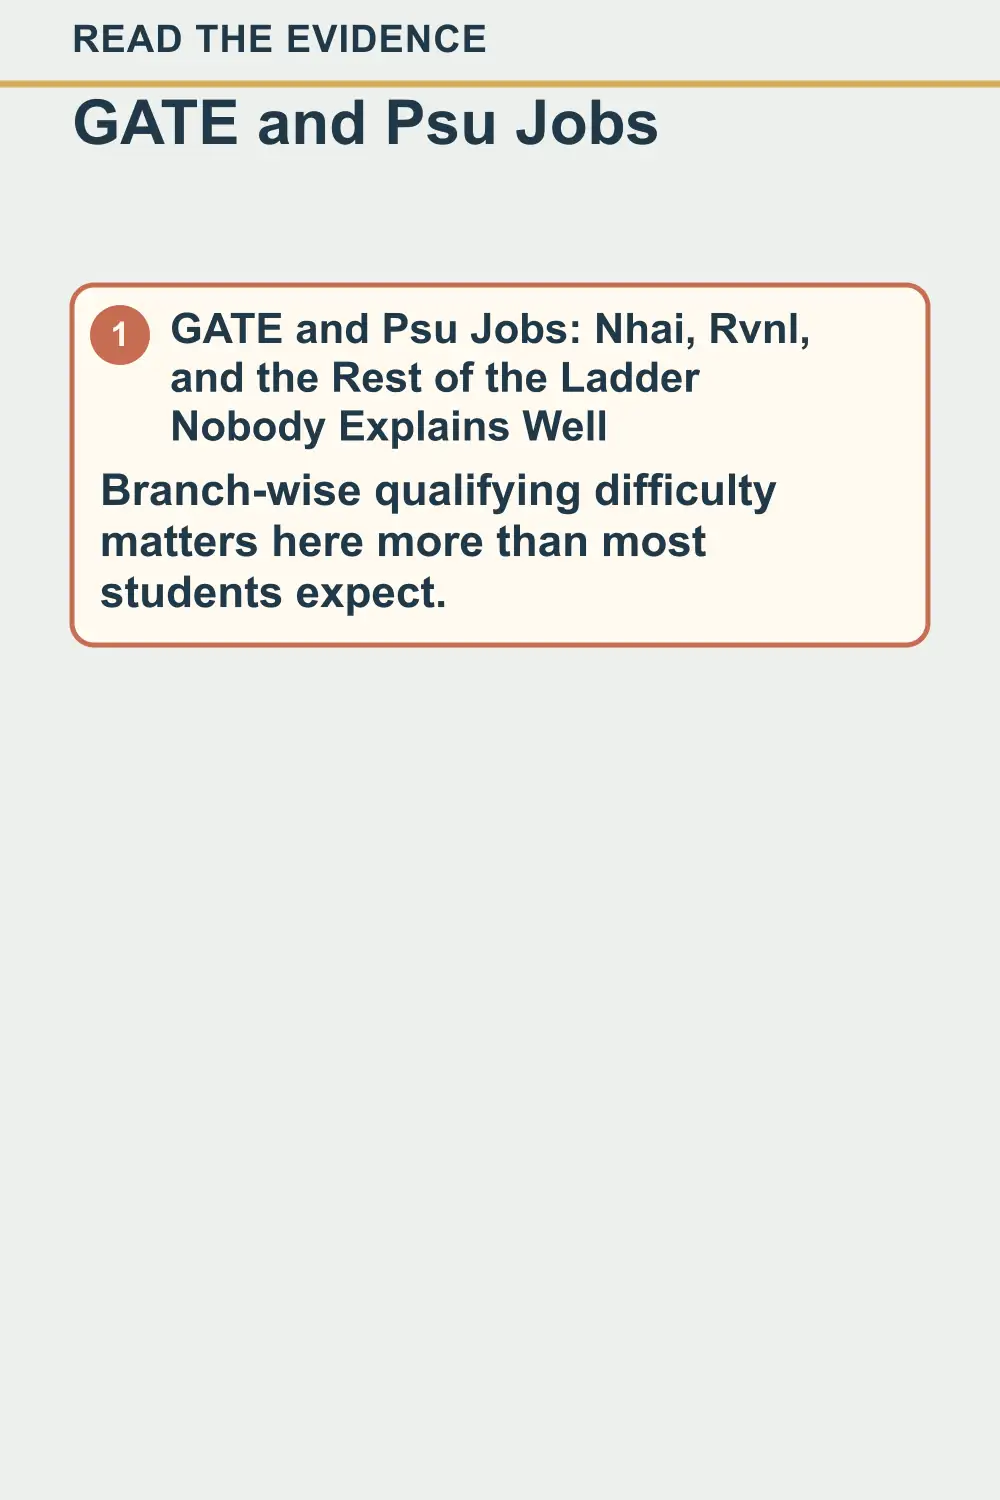 READ THE EVIDENCE
GATE and Psu Jobs
1
GATE and Psu Jobs: Nhai, Rvnl,
and the Rest of the Ladder
Nobody Explains Well
Branch-wise qualifying difficulty
matters here more than most
students expect.